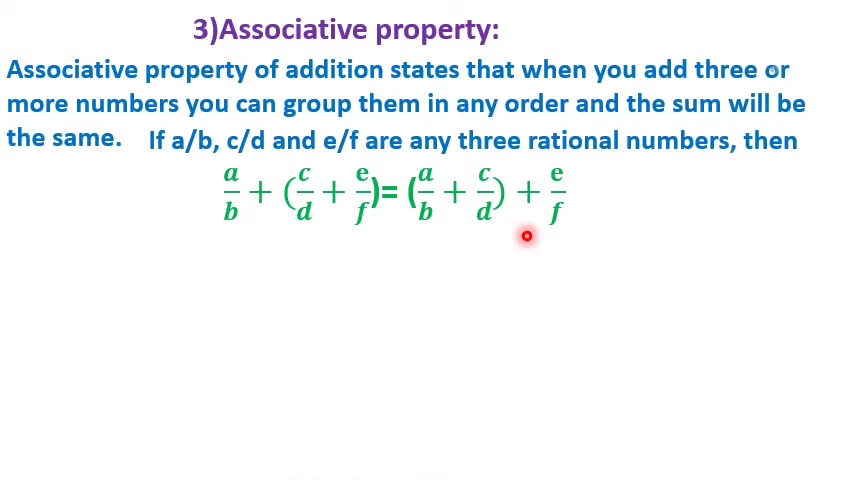 3)Associative property:
Associative property of addition states that when you add three or
more numbers you can group them in any order and the sum will be
the same. If a/b, c/d and e/f are any three rational numbers, then
a/b + (c/d + e/f)= (a/b + c/d) + e/f